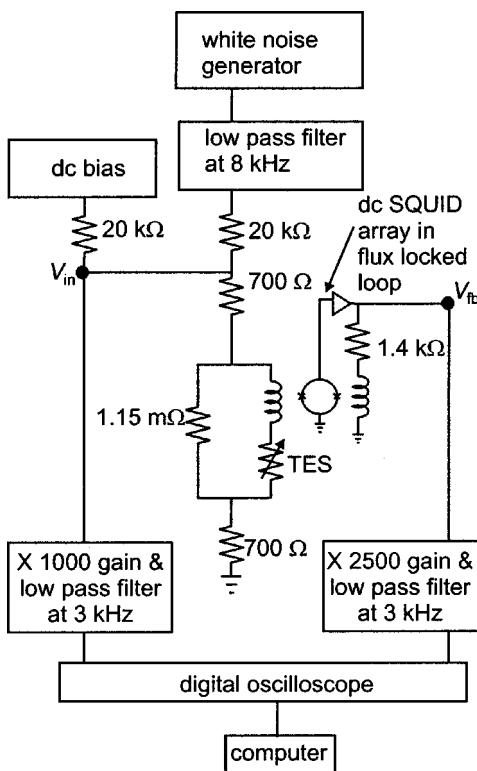 white noise
generator
low pass filter
at 8 kHz
dc bias
20 kΩ
20 kΩ
dc SQUID
array in
flux locked
loop
Vin
700 Ω
Vfb
1.4 kΩ
1.15 mΩ
TES
700 Ω
X 1000 gain &
low pass filter
at 3 kHz
X 2500 gain &
low pass filter
at 3 kHz
digital oscilloscope
computer